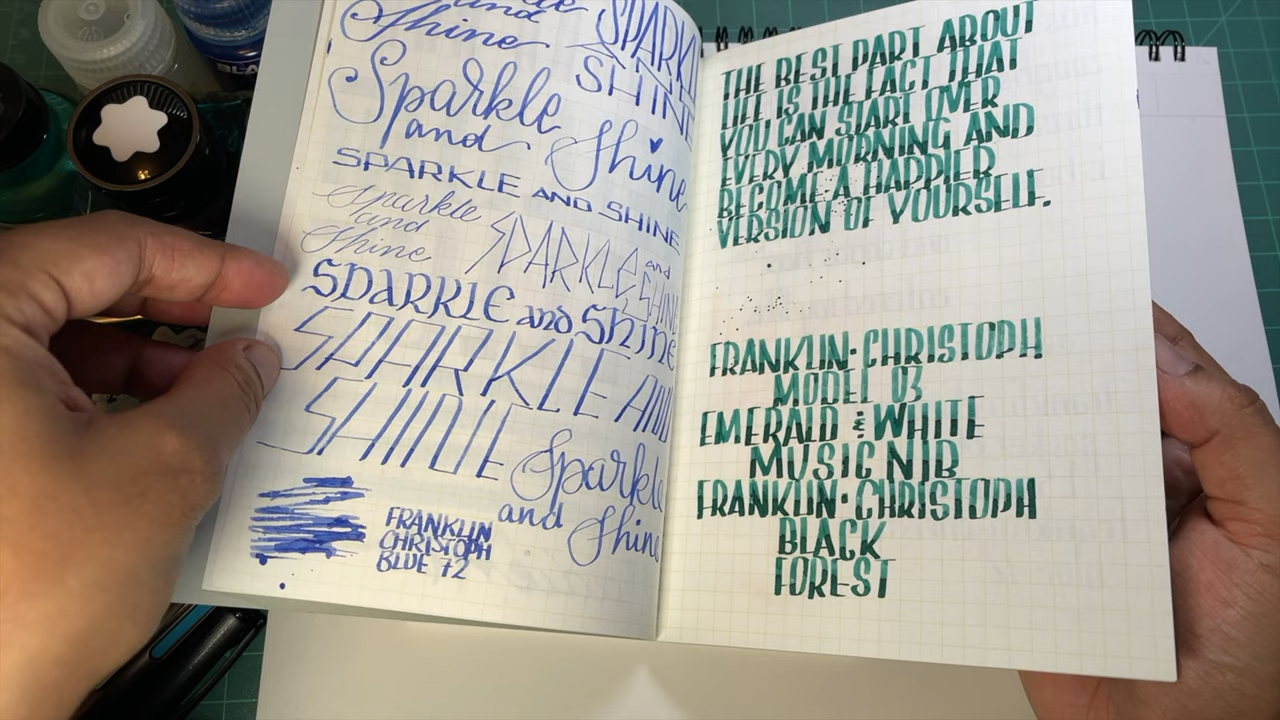 and
Shine
SPARKLE
& SHINE
Sparkle
and Shine
SPARKLE AND SHINE
Sparkle
and
Shine
SPARKLE and
SHINE
SPARKLE and SHINE
SPARKLE AND
SHINE
Sparkle
and Shine
FRANKLIN
CHRISTOPH
BLUE 72
THE BEST PART ABOUT
LIFE IS THE FACT THAT
YOU CAN START OVER
EVERY MORNING AND
BECOME A HAPPIER
VERSION OF YOURSELF.
FRANKLIN-CHRISTOPH
MODEL 03
EMERALD & WHITE
MUSIC NIB
FRANKLIN-CHRISTOPH
BLACK
FOREST